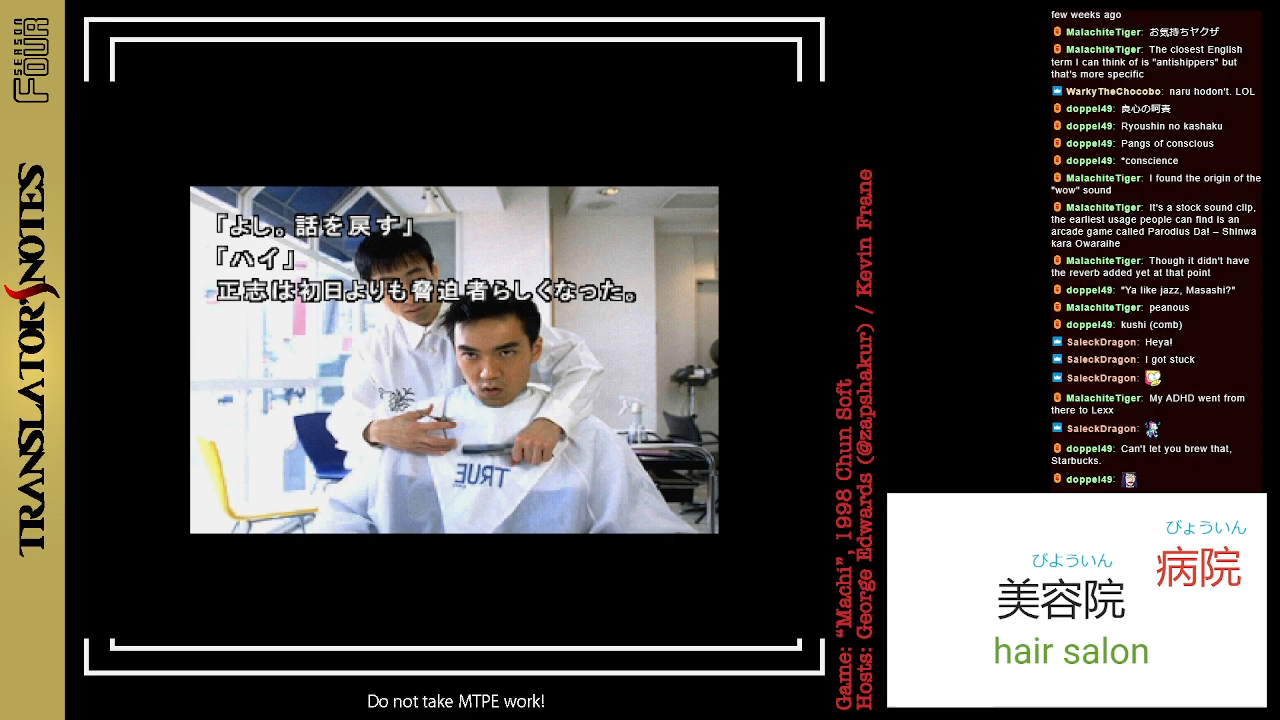 SEASON
FOUR
TRANSLATOR'S NOTES
「よし。話を戻す」
「ハイ」
正志は初日よりも脅迫者らしくなった。
TRUE
Do not take MTPE work!
Game: "Machi", 1998 Chun Soft
Hosts: George Edwards (@zapshakur) / Kevin Frane
few weeks ago
MalachiteTiger: お気持ちヤクザ
MalachiteTiger: The closest English
term I can think of is "antishippers" but
that's more specific
WarkyTheChocobo: naru hodon't. LOL
doppel49: 良心の呵責
doppel49: Ryoushin no kashaku
doppel49: Pangs of conscious
doppel49: *conscience
MalachiteTiger: I found the origin of the
"wow" sound
MalachiteTiger: It's a stock sound clip,
the earliest usage people can find is an
arcade game called Parodius Da! – Shinwa
kara Owaraihe
MalachiteTiger: Though it didn't have
the reverb added yet at that point
doppel49: "Ya like jazz, Masashi?"
MalachiteTiger: peanous
doppel49: kushi (comb)
SaleckDragon: Heya!
SaleckDragon: I got stuck
SaleckDragon:
MalachiteTiger: My ADHD went from
there to Lexx
SaleckDragon:
doppel49: Can't let you brew that,
Starbucks.
doppel49:
びょういん
病院
びよういん
美容院
hair salon